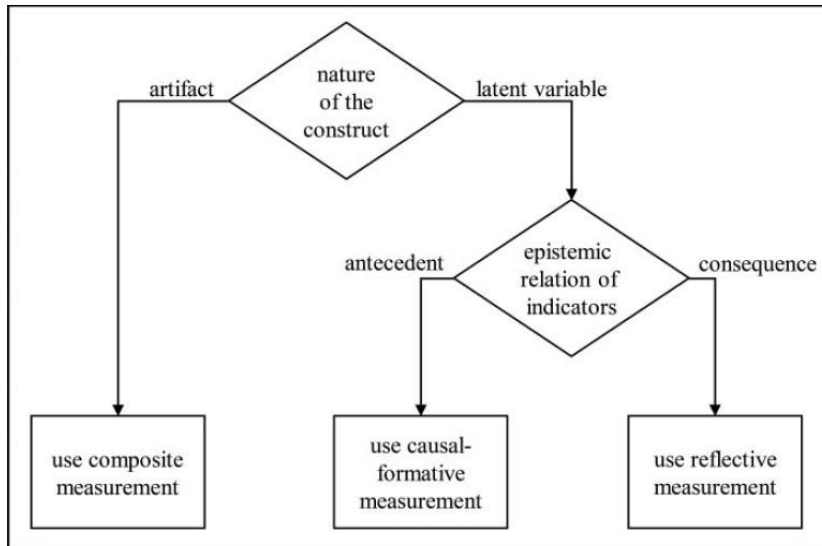 nature
of the
construct
artifact
latent variable
epistemic
relation of
indicators
antecedent
consequence
use composite
measurement
use causal-
formative
measurement
use reflective
measurement